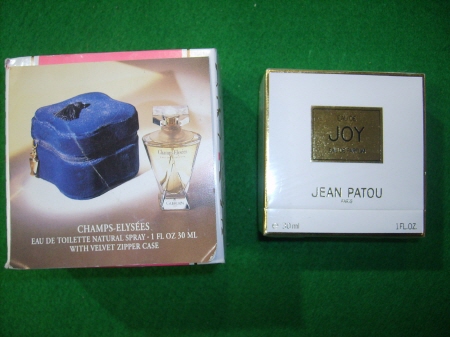 CHAMPS-ELYSÉES
EAU DE TOILETTE NATURAL SPRAY - 1 FL OZ 30 ML
WITH VELVET ZIPPER CASE
JOY
JEAN PATOU
PARIS
30ml
1 FL.OZ.